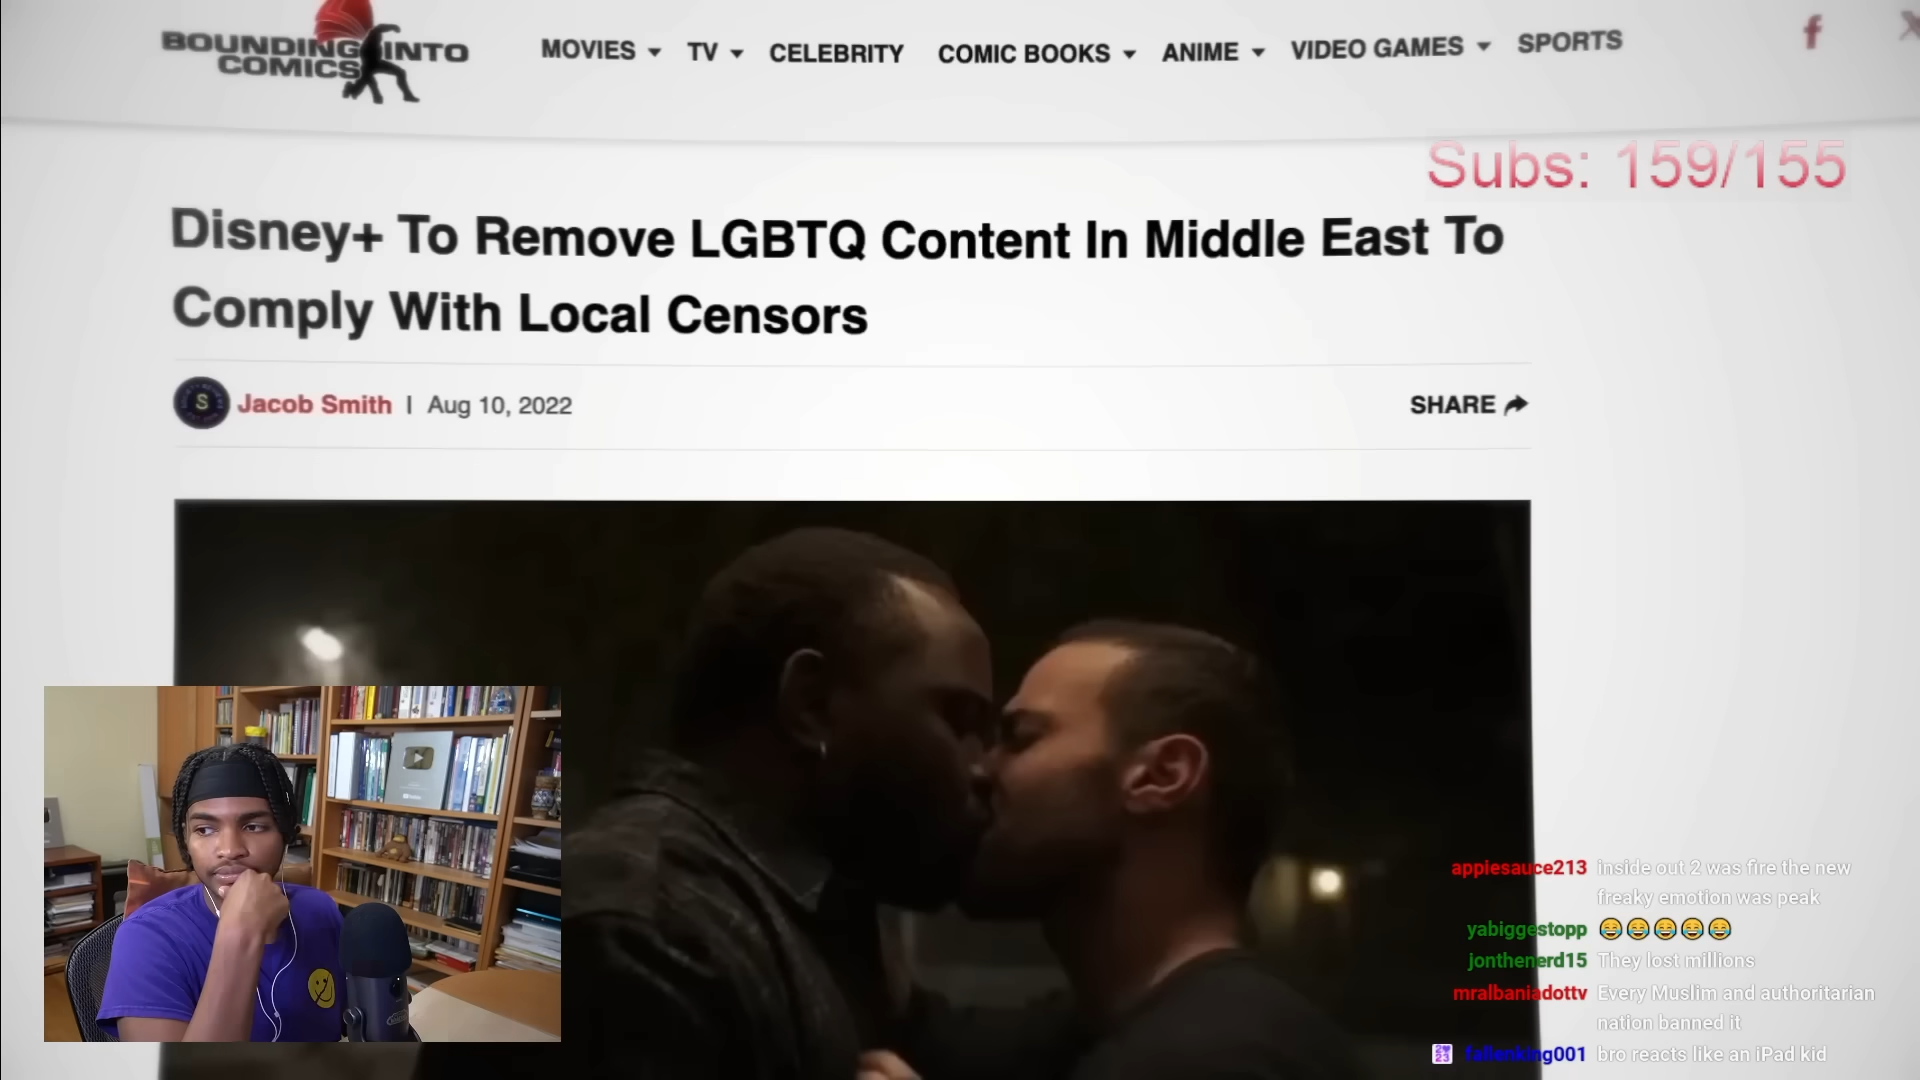 BOUNDING INTO
COMICS
MOVIES TV CELEBRITY COMIC BOOKS ANIME VIDEO GAMES SPORTS
f X
Subs: 159/155
Disney+ To Remove LGBTQ Content In Middle East To
Comply With Local Censors
S Jacob Smith | Aug 10, 2022
SHARE
appiesauce213 inside out 2 was fire the new
freaky emotion was peak
yabiggestopp 😂😂😂😂😂
jonthenerd15 They lost millions
mralbaniadottv Every Muslim and authoritarian
nation banned it
fallenking001 bro reacts like an iPad kid